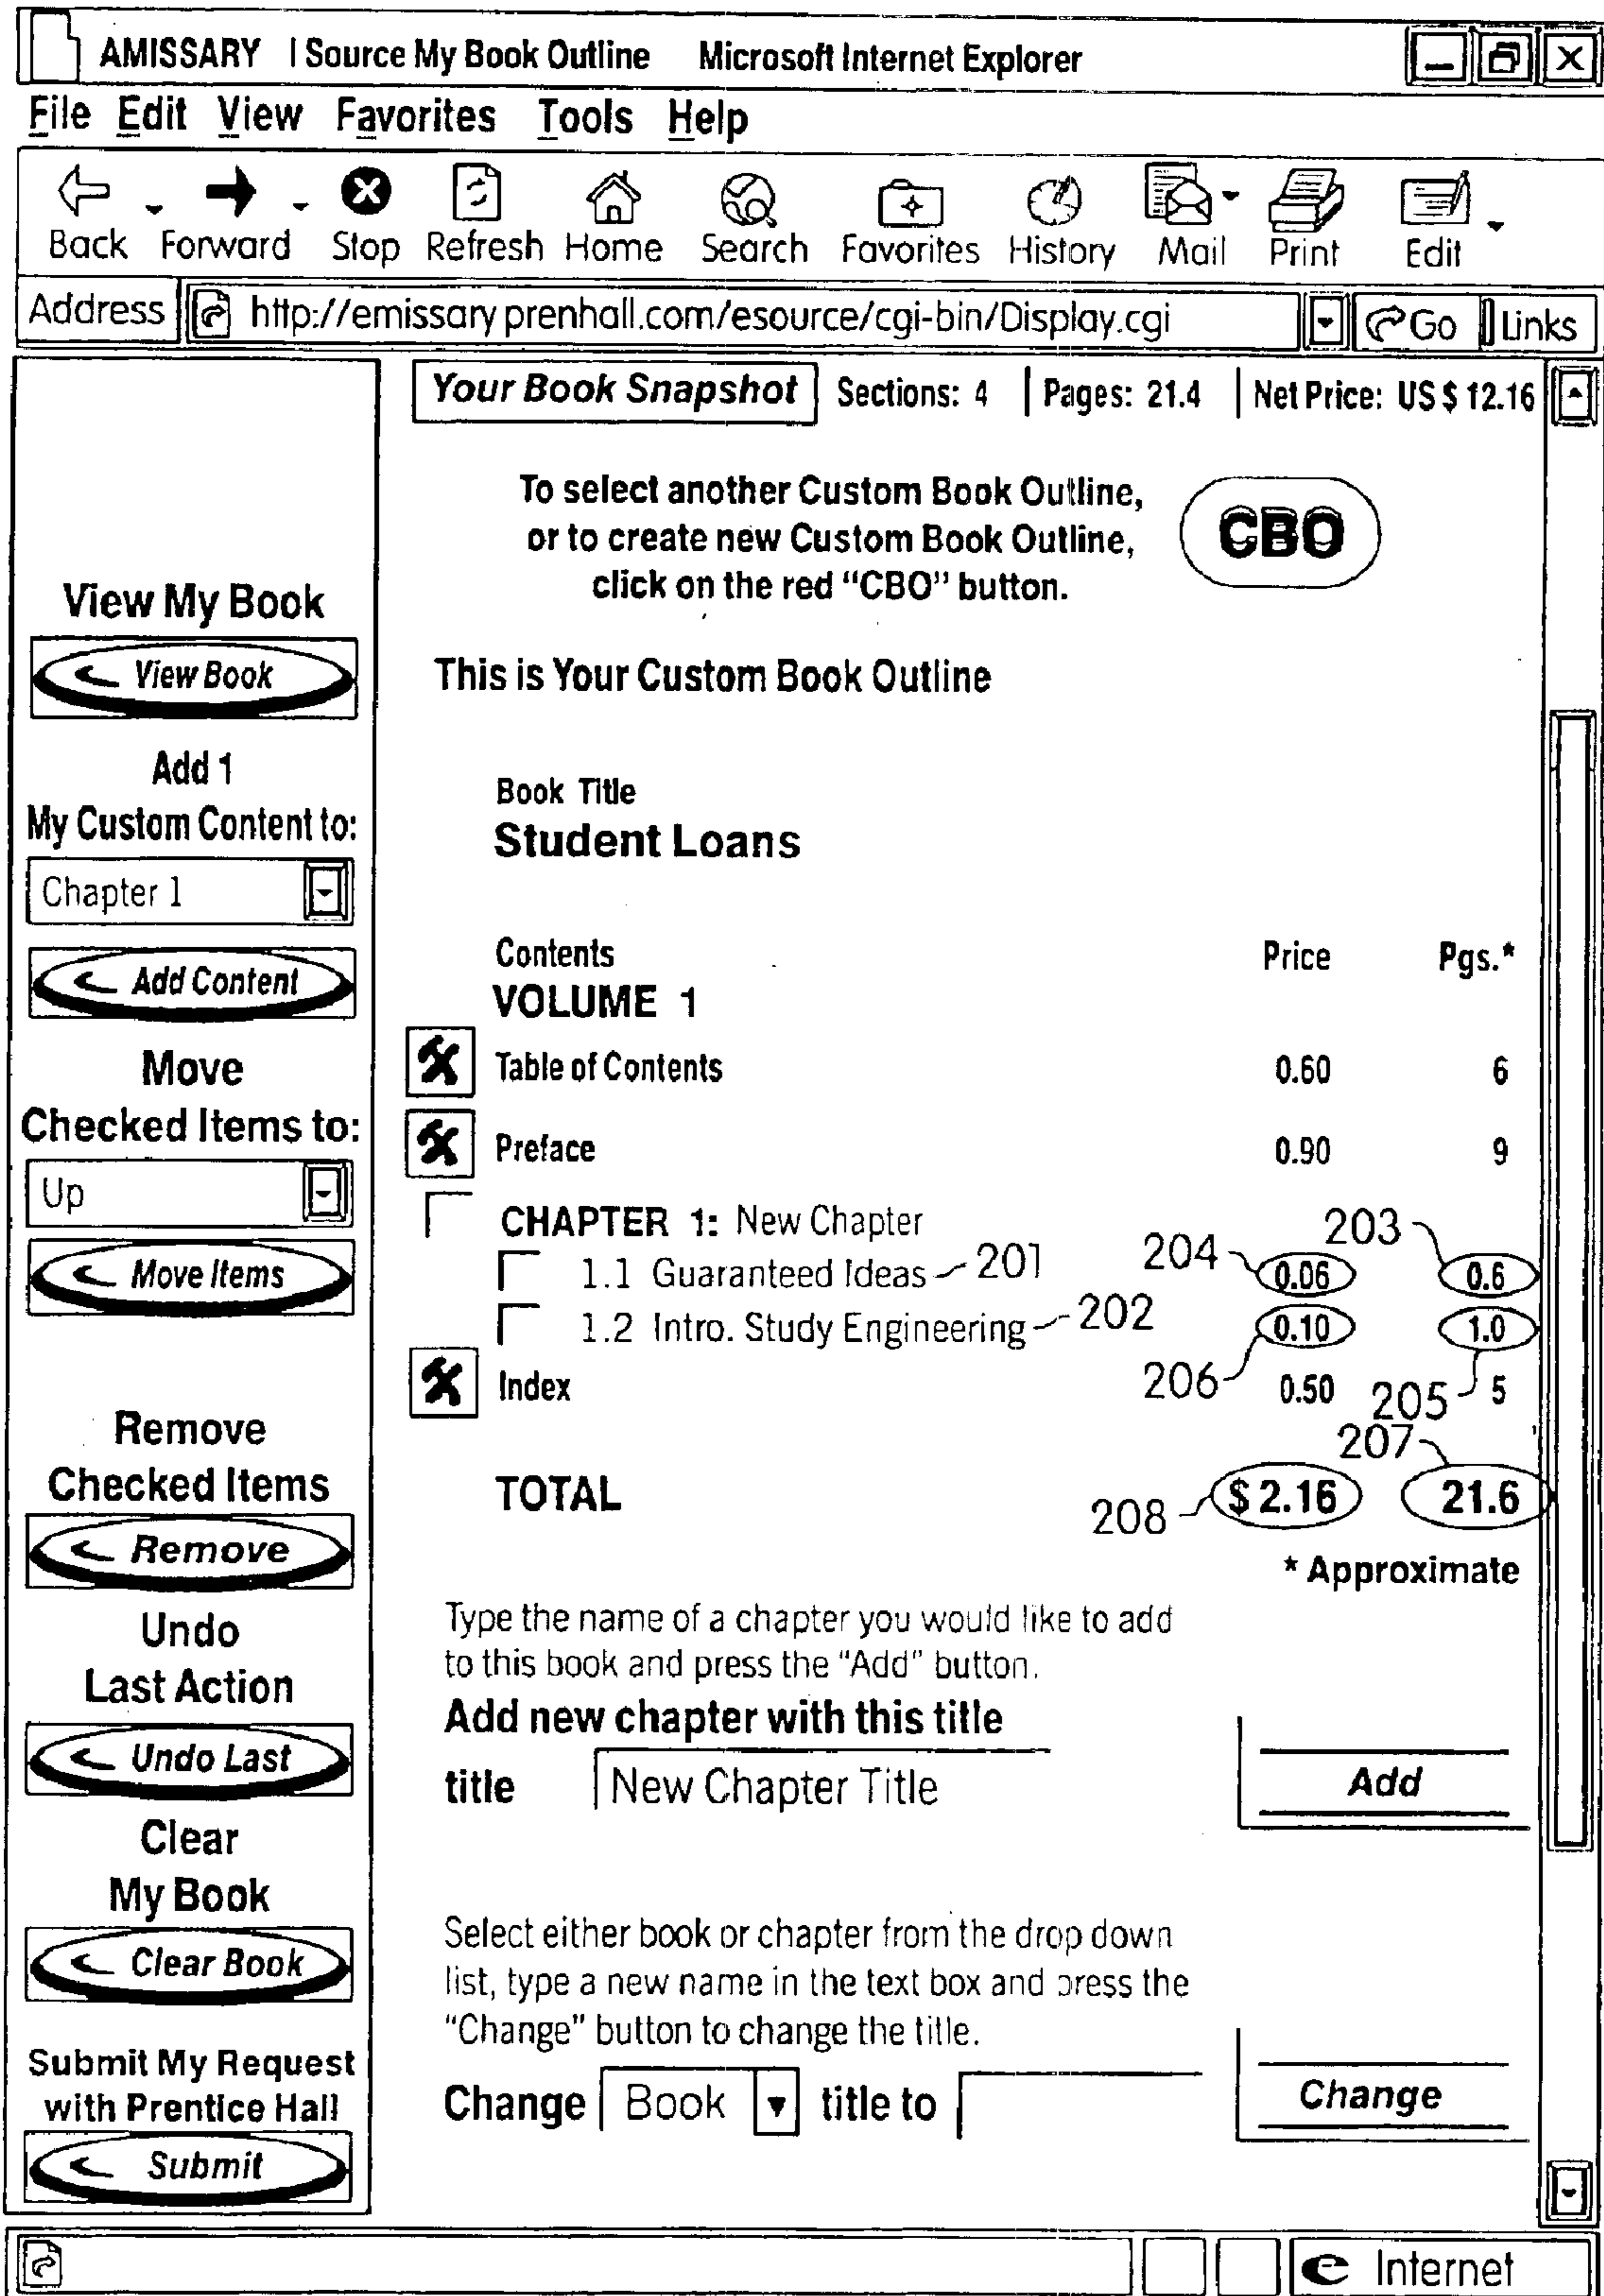 AMISSARY | Source My Book Outline Microsoft Internet Explorer
File Edit View Favorites Tools Help
Back Forward Stop Refresh Home Search Favorites History Mail Print Edit
Address http://emissary prenhall.com/esource/cgi-bin/Display.cgi Go Links
Your Book Snapshot Sections: 4 | Pages: 21.4 | Net Price: US $ 12.16
To select another Custom Book Outline,
or to create new Custom Book Outline,
click on the red “CBO” button.
CBO
View My Book
View Book
Add 1
My Custom Content to:
Chapter 1
Add Content
Move
Checked Items to:
Up
Move Items
Remove
Checked Items
Remove
Undo
Last Action
Undo Last
Clear
My Book
Clear Book
Submit My Request
with Prentice Hall
Submit
This is Your Custom Book Outline
Book Title
Student Loans
Contents Price Pgs.*
VOLUME 1
Table of Contents 0.60 6
Preface 0.90 9
CHAPTER 1: New Chapter 203
1.1 Guaranteed Ideas 201 204 0.06 0.6
1.2 Intro. Study Engineering 202 0.10 1.0
Index 206 0.50 205 5
207
TOTAL 208 $ 2.16 21.6
* Approximate
Type the name of a chapter you would like to add
to this book and press the “Add” button.
Add new chapter with this title
title New Chapter Title Add
Select either book or chapter from the drop down
list, type a new name in the text box and press the
“Change” button to change the title.
Change Book title to Change
e Internet